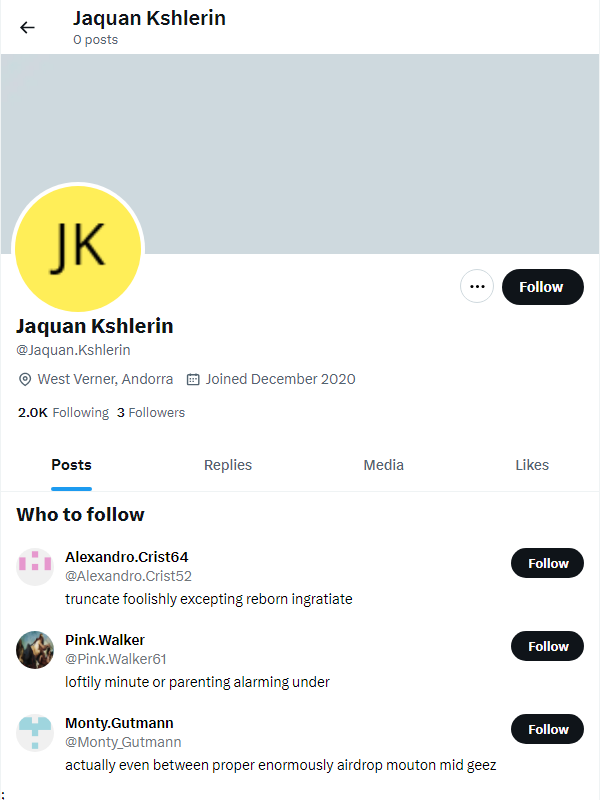 Jaquan Kshlerin
0 posts
JK
Follow
Jaquan Kshlerin
@Jaquan.Kshlerin
West Verner, Andorra Joined December 2020
2.0K Following 3 Followers
Posts Replies Media Likes
Who to follow
Alexandro.Crist64
@Alexandro.Crist52
Follow
truncate foolishly excepting reborn ingratiate
Pink.Walker
@Pink.Walker61
Follow
loftily minute or parenting alarming under
Monty.Gutmann
@Monty_Gutmann
Follow
actually even between proper enormously airdrop mouton mid geez
;